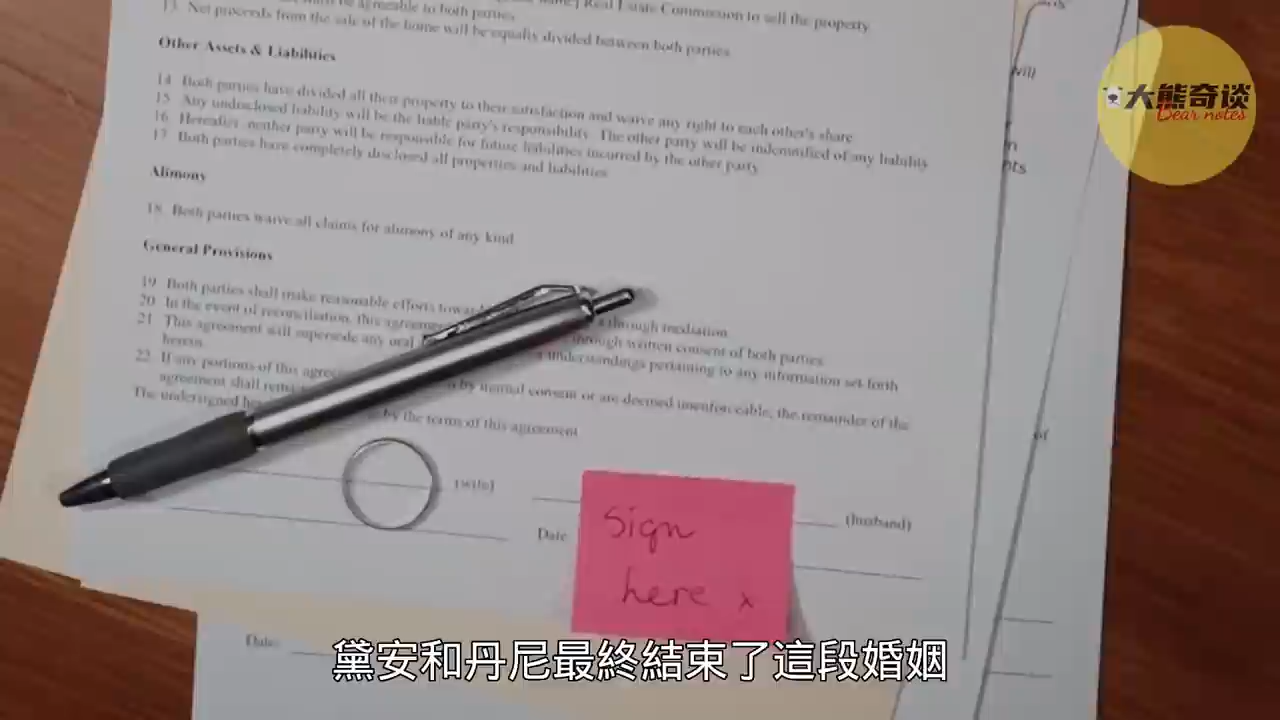 Real Estate Commission to sell the property.
13. Net proceeds from the sale of the home will be equally divided between both parties.
Other Assets & Liabilities
14. Both parties have divided all their property to their satisfaction and waive any right to each other's share.
15. Any undisclosed liability will be the liable party's responsibility. The other party will be indemnified of any liability
16. Hereafter neither party will be responsible for future liabilities incurred by the other party.
17. Both parties have completely disclosed all properties and liabilities
Alimony
18. Both parties waive all claims for alimony of any kind
General Provisions
19. Both parties shall make reasonable efforts through mediation.
20. In the event of reconciliation, this through written consent of both parties.
21. This agreement will supersede any oral understandings pertaining to any information set forth
herein.
22. If any portions of this by mutual consent or are deemed unenforceable, the remainder of the
agreement shall
The undersigned by the terms of this agreement
(wife)
(husband)
Date
sign
here x
Date:
will
of
大熊奇谈
Bear notes
黛安和丹尼最終結束了這段婚姻